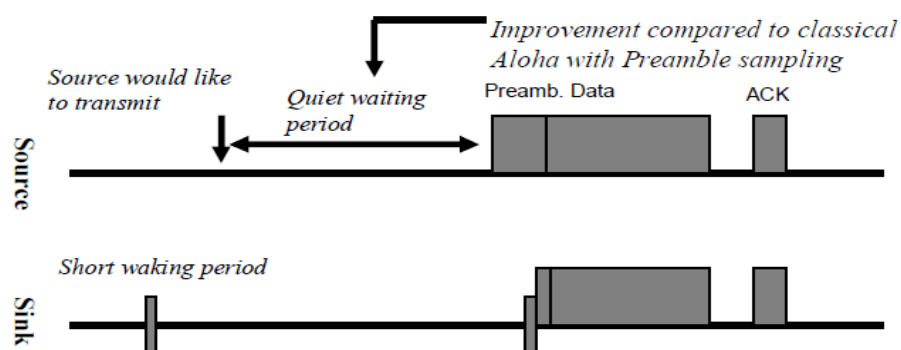 Improvement compared to classical
Aloha with Preamble sampling
Source would like
to transmit
Quiet waiting
period
Preamb. Data
ACK
Source
Short waking period
Sink